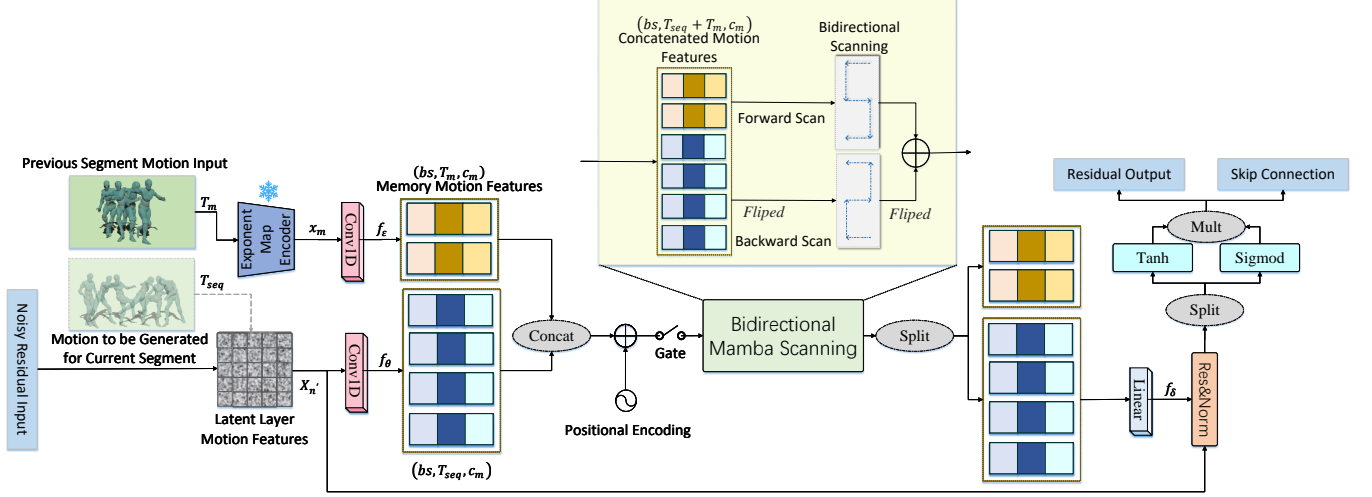 (bs, T_seq + T_m, c_m)
Concatenated Motion
Features
Bidirectional
Scanning
Forward Scan
Fliped
Fliped
Backward Scan
Previous Segment Motion Input
T_m
Exponent
Map
Encoder
x_m
Conv1D
f_ε
(bs, T_m, c_m)
Memory Motion Features
T_seq
Motion to be Generated
for Current Segment
Noisy Residual Input
X_n'
Latent Layer
Motion Features
Conv1D
f_θ
(bs, T_seq, c_m)
Concat
Gate
Positional Encoding
Bidirectional
Mamba Scanning
Split
Linear
f_δ
Res&Norm
Split
Tanh
Sigmod
Mult
Residual Output
Skip Connection